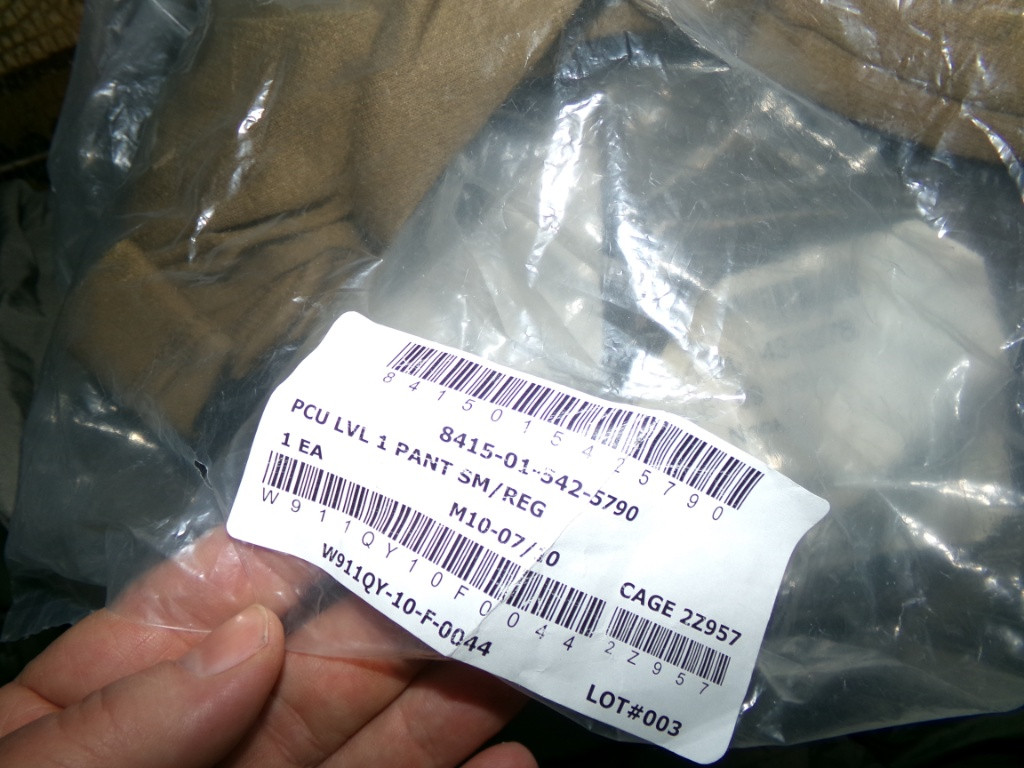 8415015425790
8415-01-542-5790
PCU LVL 1 PANT SM/REG
1 EA
M10-07/10
W911QY10F0044
W911QY-10-F-0044
CAGE 2Z957
2Z957
LOT#003